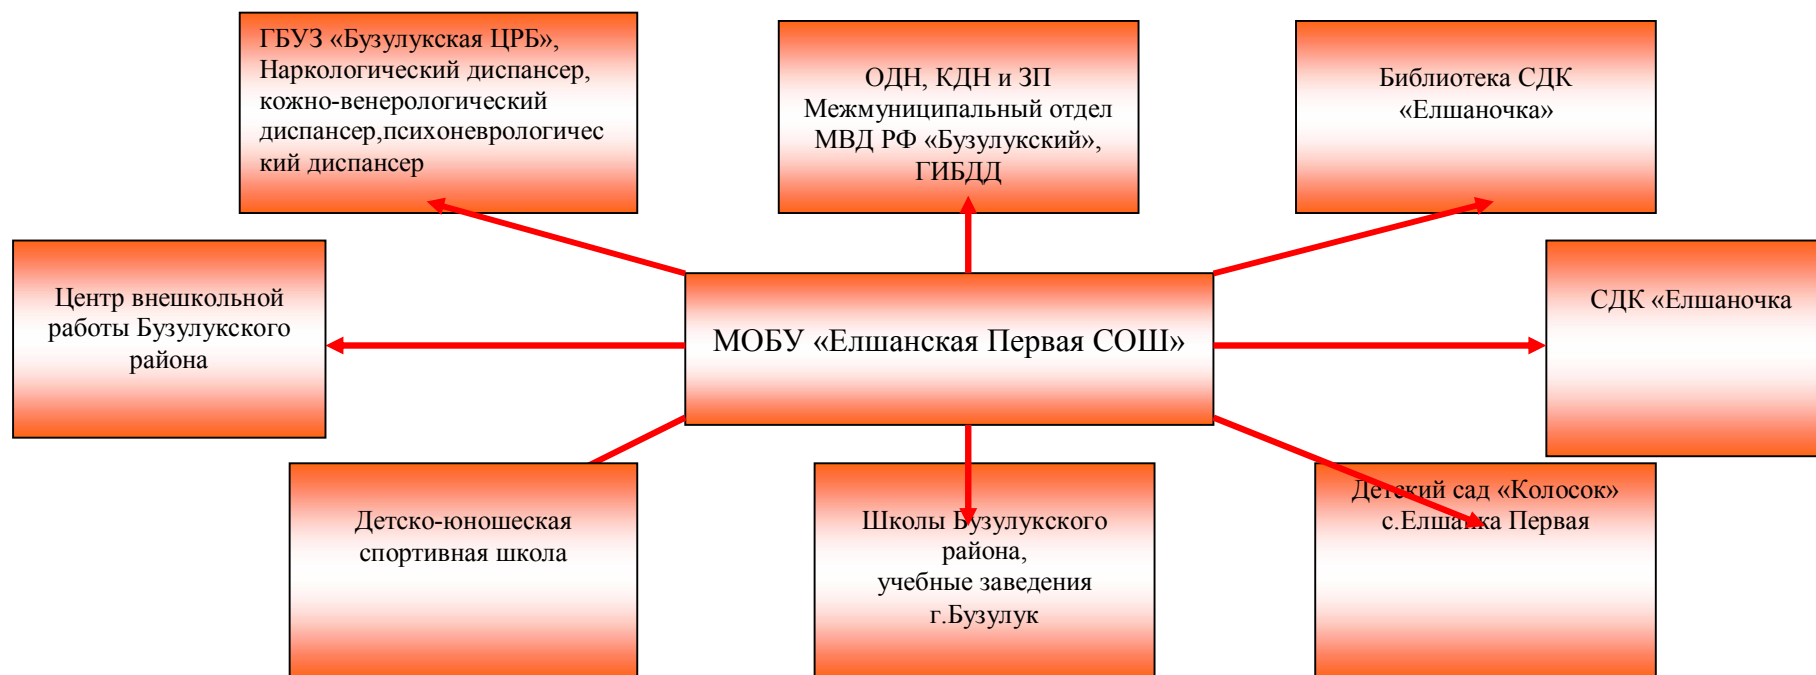 ГБУЗ «Бузулукская ЦРБ»,
Наркологический диспансер,
кожно-венерологический
диспансер,психоневрологичес
кий диспансер
ОДН, КДН и ЗП
Межмуниципальный отдел
МВД РФ «Бузулукский»,
ГИБДД
Библиотека СДК
«Елшаночка»
Центр внешкольной
работы Бузулукского
района
МОБУ «Елшанская Первая СОШ»
СДК «Елшаночка
Детско-юношеская
спортивная школа
Школы Бузулукского
района,
учебные заведения
г.Бузулук
Детский сад «Колосок»
с.Елшанка Первая